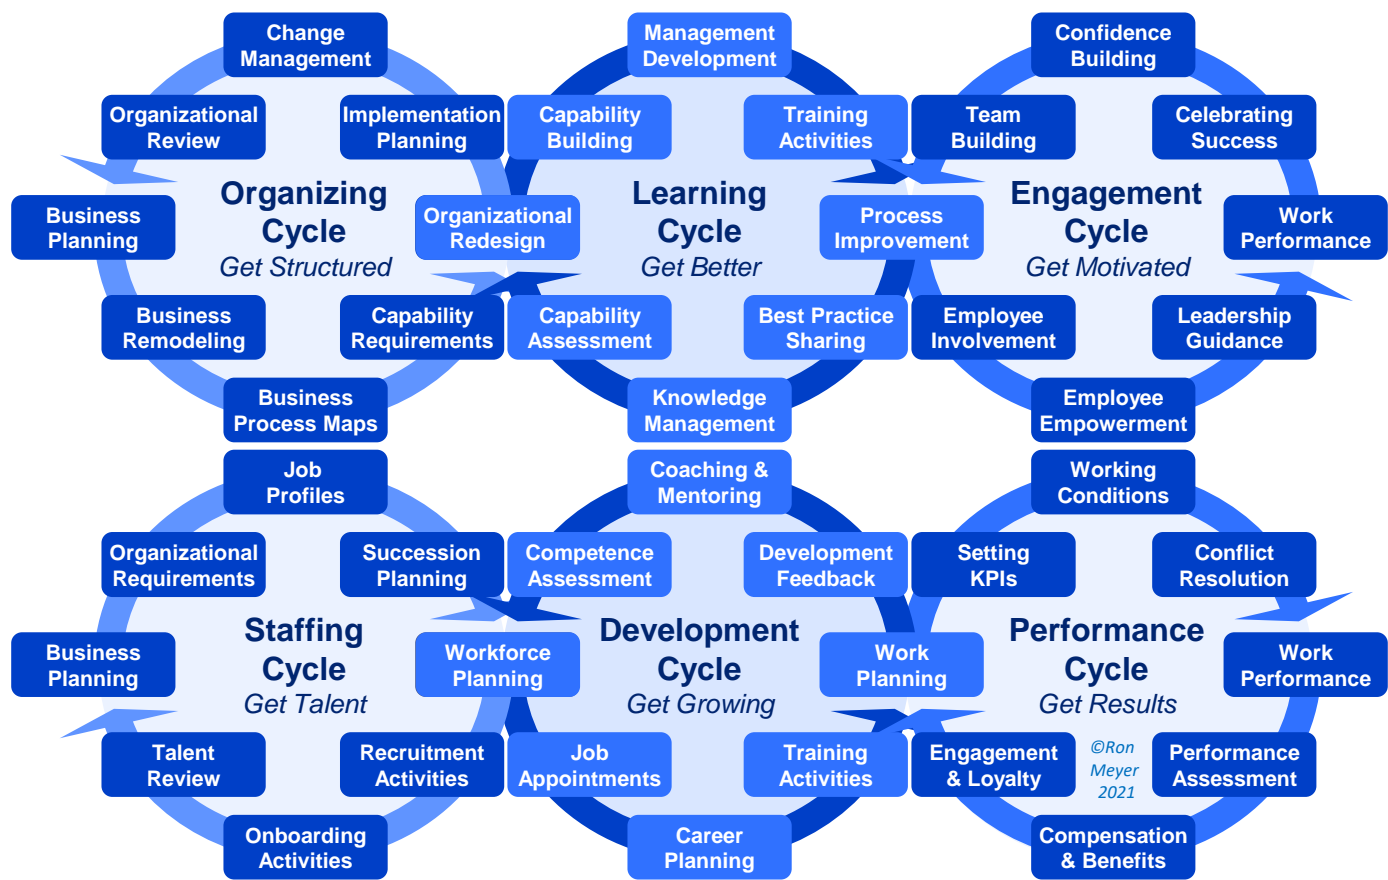 Change
Management
Management
Development
Confidence
Building
Organizational
Review
Implementation
Planning
Capability
Building
Training
Activities
Team
Building
Celebrating
Success
Organizing
Cycle
Get Structured
Learning
Cycle
Get Better
Engagement
Cycle
Get Motivated
Business
Planning
Organizational
Redesign
Process
Improvement
Work
Performance
Business
Remodeling
Capability
Requirements
Capability
Assessment
Best Practice
Sharing
Employee
Involvement
Leadership
Guidance
Business
Process Maps
Knowledge
Management
Employee
Empowerment
Job
Profiles
Coaching &
Mentoring
Working
Conditions
Organizational
Requirements
Succession
Planning
Competence
Assessment
Development
Feedback
Setting
KPIs
Conflict
Resolution
Staffing
Cycle
Get Talent
Development
Cycle
Get Growing
Performance
Cycle
Get Results
Business
Planning
Workforce
Planning
Work
Planning
Work
Performance
Talent
Review
Recruitment
Activities
Job
Appointments
Training
Activities
Engagement
& Loyalty
©Ron
Meyer
2021
Performance
Assessment
Onboarding
Activities
Career
Planning
Compensation
& Benefits